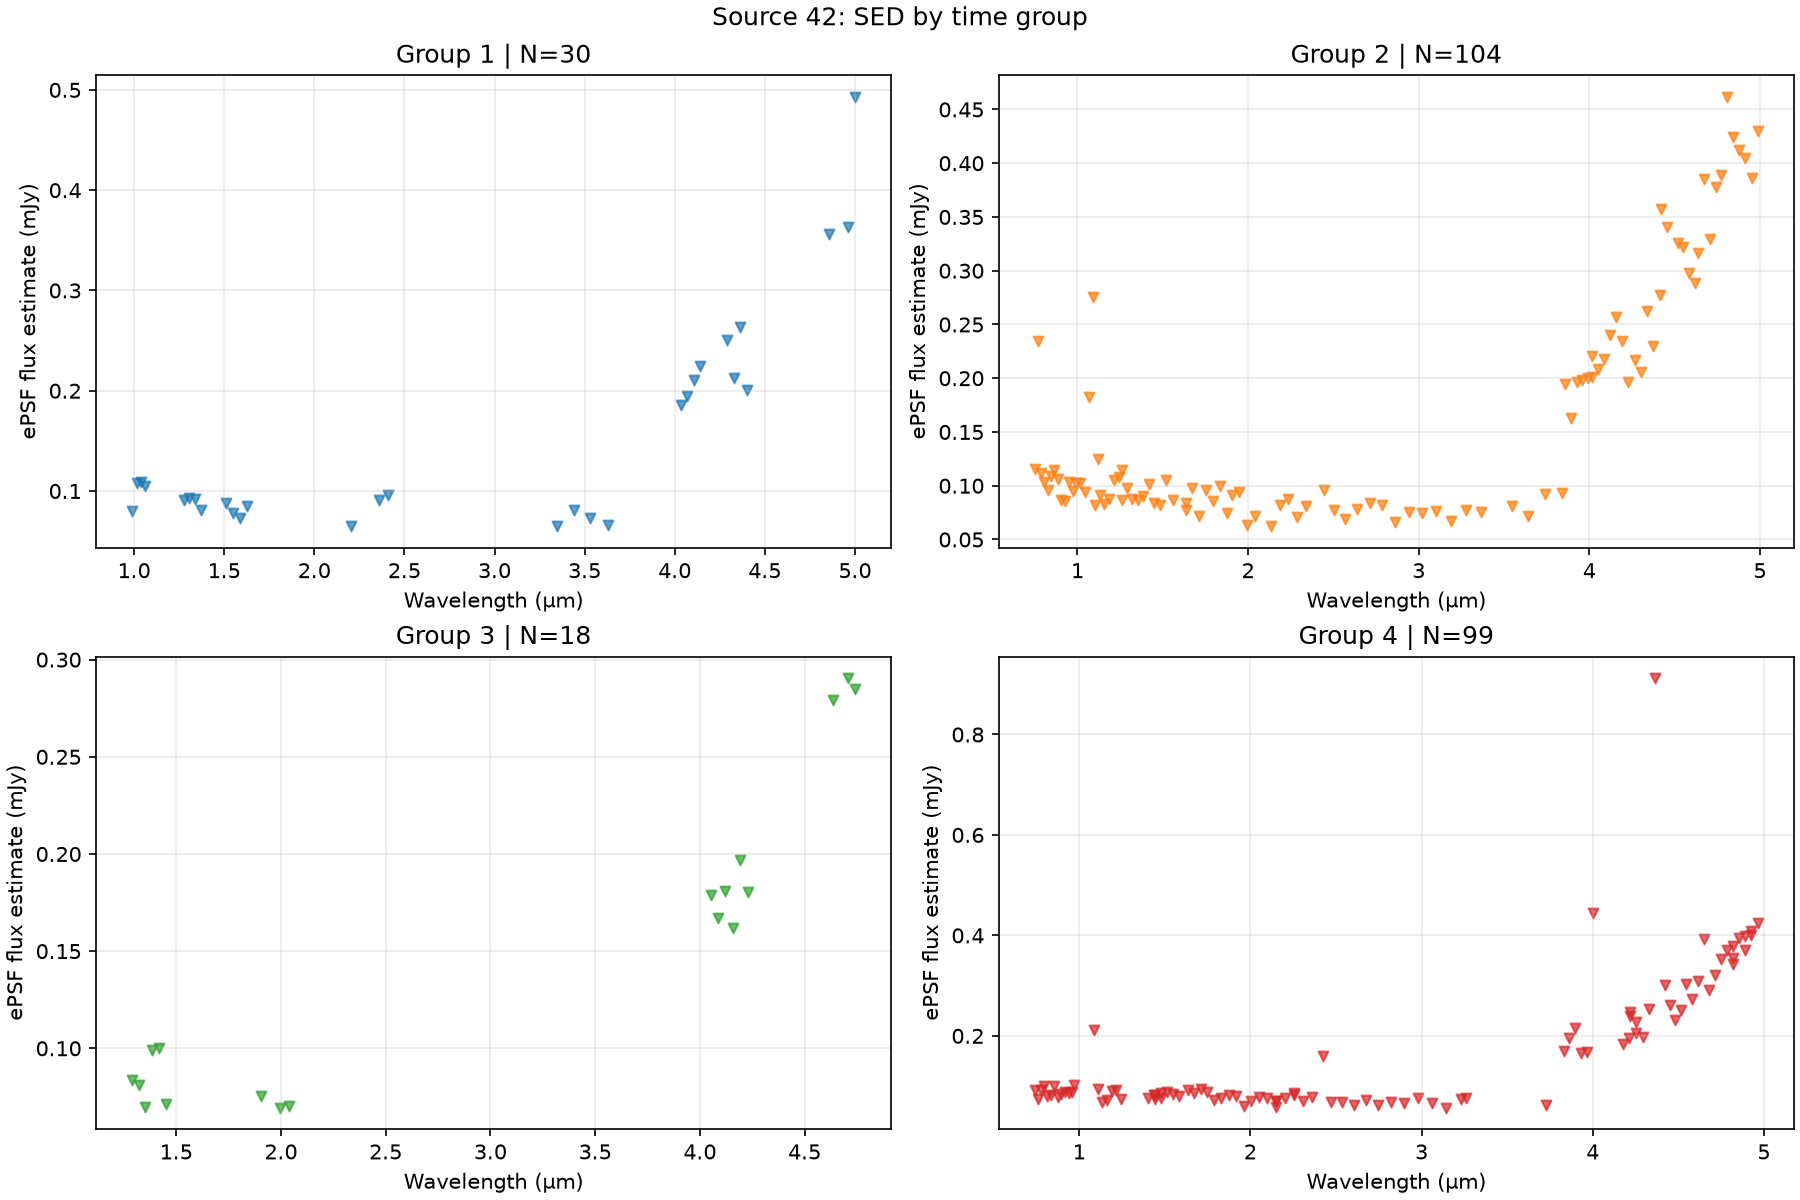 Source 42: SED by time group
Group 1 | N=30
ePSF flux estimate (mJy)
0.5
0.4
0.3
0.2
0.1
1.0 1.5 2.0 2.5 3.0 3.5 4.0 4.5 5.0
Wavelength (µm)
Group 2 | N=104
ePSF flux estimate (mJy)
0.45
0.40
0.35
0.30
0.25
0.20
0.15
0.10
0.05
1 2 3 4 5
Wavelength (µm)
Group 3 | N=18
ePSF flux estimate (mJy)
0.30
0.25
0.20
0.15
0.10
1.5 2.0 2.5 3.0 3.5 4.0 4.5
Wavelength (µm)
Group 4 | N=99
ePSF flux estimate (mJy)
0.8
0.6
0.4
0.2
1 2 3 4 5
Wavelength (µm)